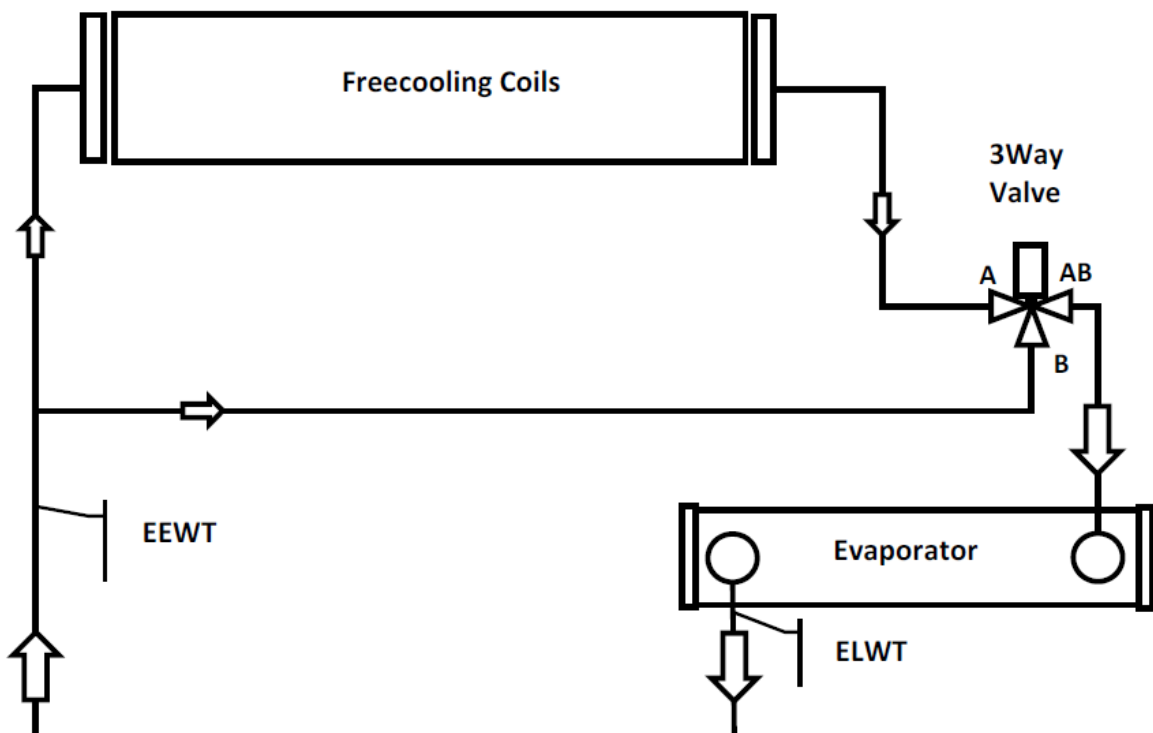 Freecooling Coils
3Way
Valve
A
AB
B
EEWT
Evaporator
ELWT